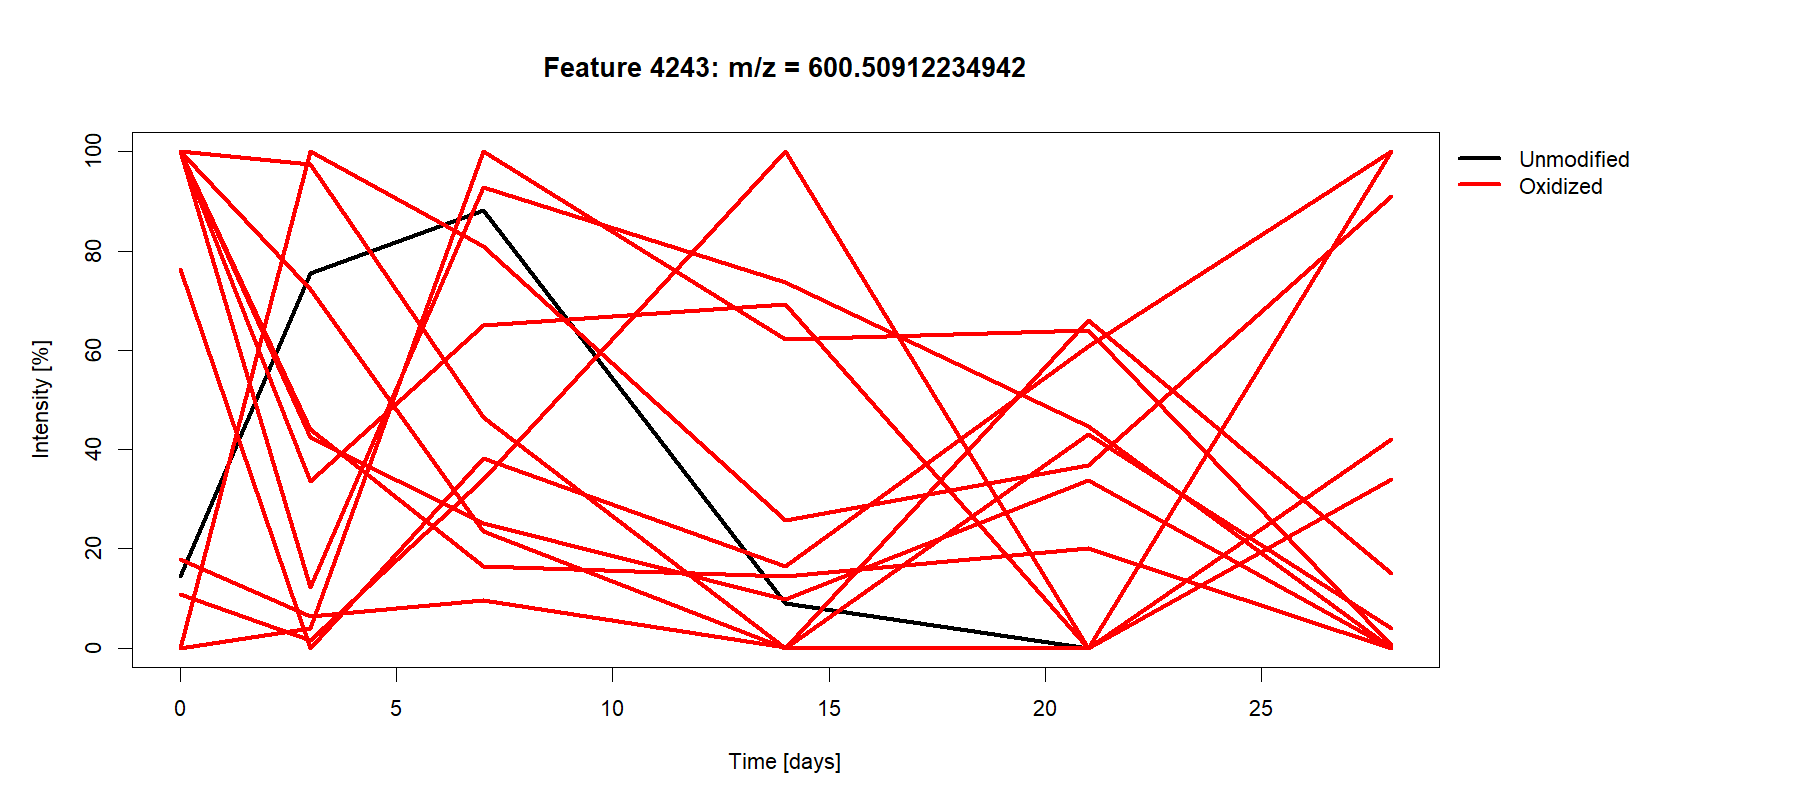 Feature 4243: m/z = 600.50912234942
Unmodified
Oxidized
Intensity [%]
100
80
60
40
20
0
0 5 10 15 20 25
Time [days]